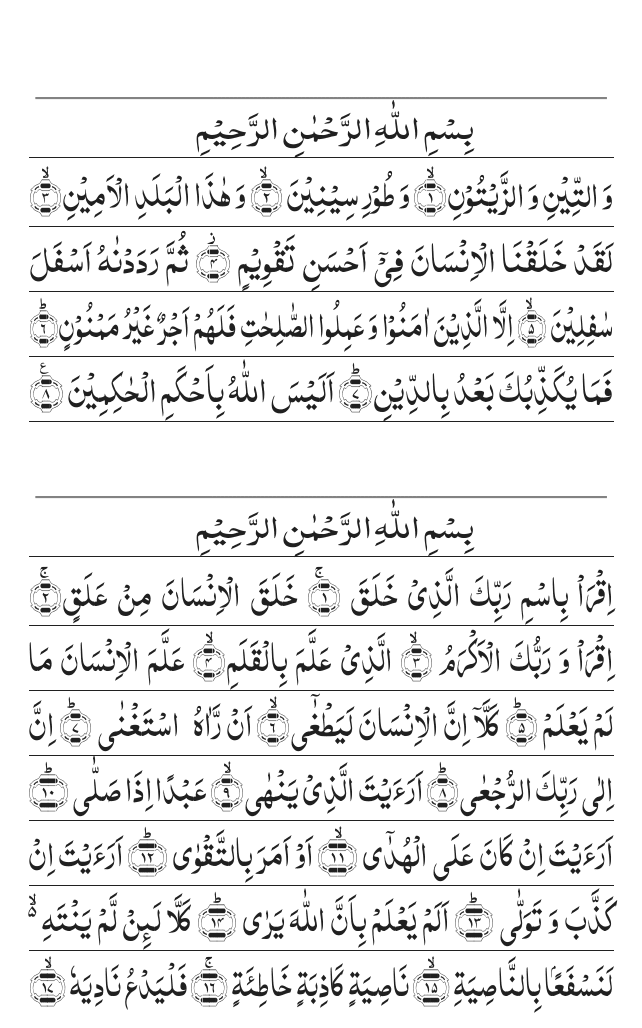 بِسْمِ اللّٰهِ الرَّحْمٰنِ الرَّحِيْمِ
وَ التِّيْنِ وَ الزَّيْتُوْنِ ۙ﴿۱﴾ وَ طُوْرِ سِيْنِيْنَ ۙ﴿۲﴾ وَ هٰذَا الْبَلَدِ الْاَمِيْنِ ۙ﴿۳﴾
لَقَدْ خَلَقْنَا الْاِنْسَانَ فِيْۤ اَحْسَنِ تَقْوِيْمٍ ۫﴿۴﴾ ثُمَّ رَدَدْنٰهُ اَسْفَلَ
سٰفِلِيْنَ ۙ﴿۵﴾ اِلَّا الَّذِيْنَ اٰمَنُوْا وَ عَمِلُوا الصّٰلِحٰتِ فَلَهُمْ اَجْرٌ غَيْرُ مَمْنُوْنٍ ؕ﴿۶﴾
فَمَا يُكَذِّبُكَ بَعْدُ بِالدِّيْنِ ؕ﴿۷﴾ اَلَيْسَ اللّٰهُ بِاَحْكَمِ الْحٰكِمِيْنَ ﴿۸﴾
بِسْمِ اللّٰهِ الرَّحْمٰنِ الرَّحِيْمِ
اِقْرَاْ بِاسْمِ رَبِّكَ الَّذِيْ خَلَقَ ۚ﴿۱﴾ خَلَقَ الْاِنْسَانَ مِنْ عَلَقٍ ۚ﴿۲﴾
اِقْرَاْ وَ رَبُّكَ الْاَكْرَمُ ۙ﴿۳﴾ الَّذِيْ عَلَّمَ بِالْقَلَمِ ۙ﴿۴﴾ عَلَّمَ الْاِنْسَانَ مَا
لَمْ يَعْلَمْ ؕ﴿۵﴾ كَلَّاۤ اِنَّ الْاِنْسَانَ لَيَطْغٰۤى ۙ﴿۶﴾ اَنْ رَّاٰهُ اسْتَغْنٰى ؕ﴿۷﴾ اِنَّ
اِلٰى رَبِّكَ الرُّجْعٰى ؕ﴿۸﴾ اَرَءَيْتَ الَّذِيْ يَنْهٰى ۙ﴿۹﴾ عَبْدًا اِذَا صَلّٰى ؕ﴿۱۰﴾
اَرَءَيْتَ اِنْ كَانَ عَلَى الْهُدٰۤى ۙ﴿۱۱﴾ اَوْ اَمَرَ بِالتَّقْوٰى ؕ﴿۱۲﴾ اَرَءَيْتَ اِنْ
كَذَّبَ وَ تَوَلّٰى ؕ﴿۱۳﴾ اَلَمْ يَعْلَمْ بِاَنَّ اللّٰهَ يَرٰى ؕ﴿۱۴﴾ كَلَّا لَىِٕنْ لَّمْ يَنْتَهِ ۙ۬
لَنَسْفَعًۢا بِالنَّاصِيَةِ ۙ﴿۱۵﴾ نَاصِيَةٍ كَاذِبَةٍ خَاطِئَةٍ ۚ﴿۱۶﴾ فَلْيَدْعُ نَادِيَهٗ ۙ﴿۱۷﴾